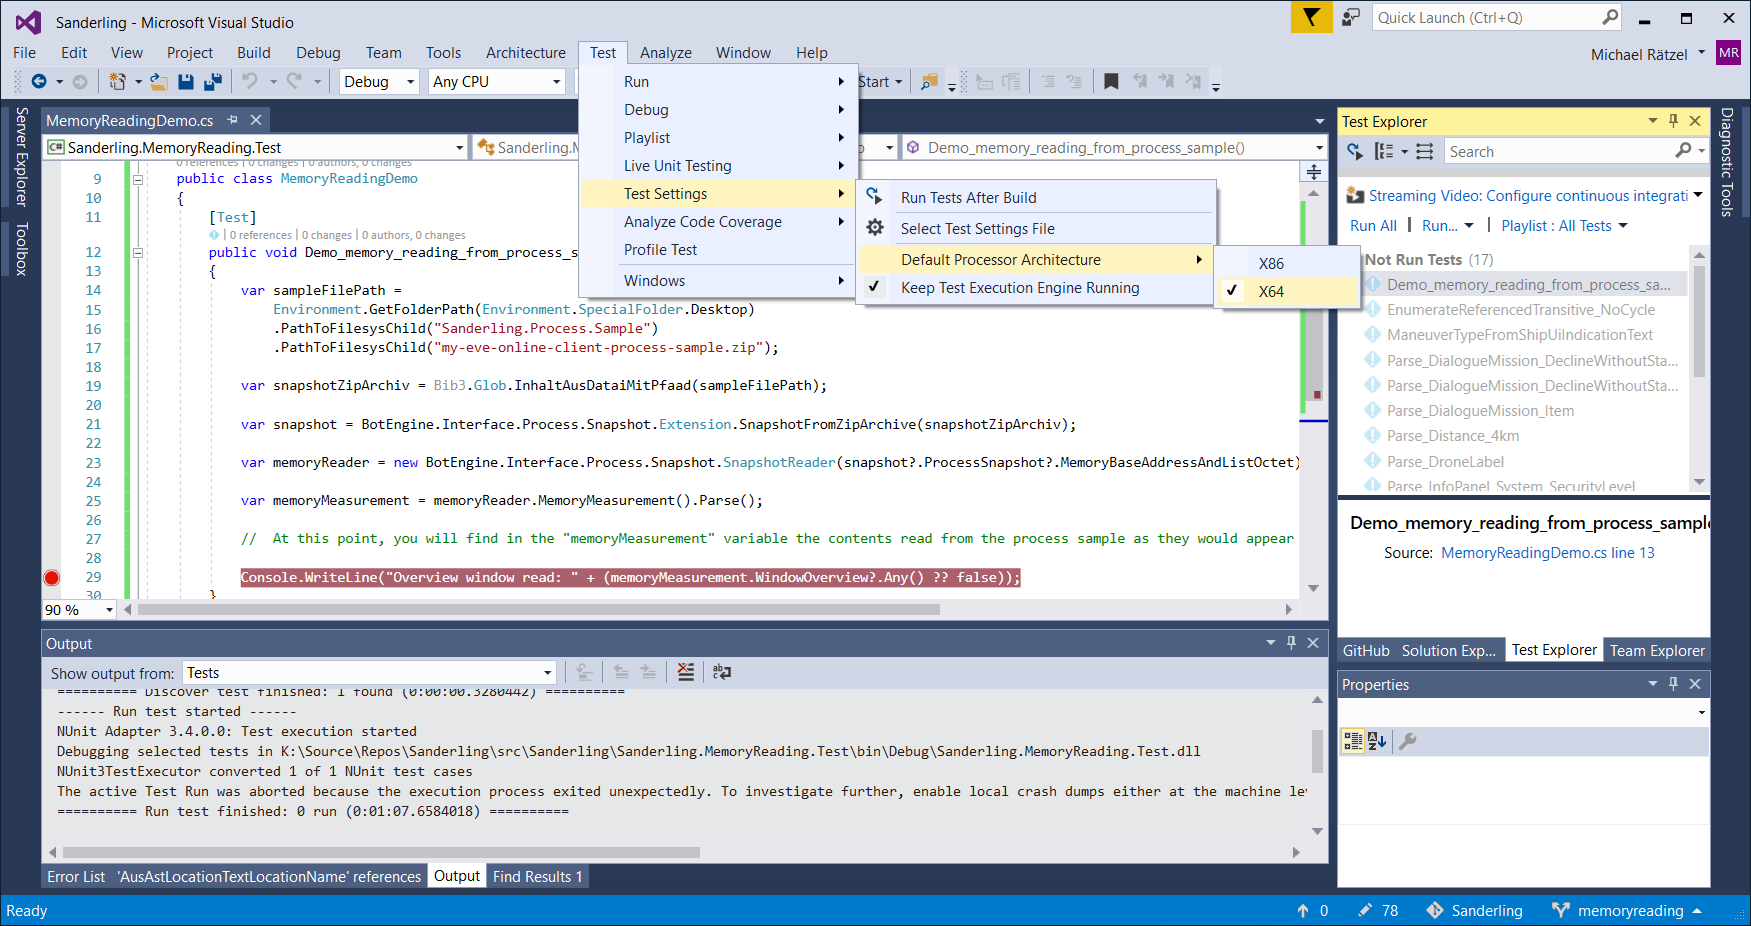 Sanderling - Microsoft Visual Studio
Quick Launch (Ctrl+Q)
File Edit View Project Build Debug Team Tools Architecture Test Analyze Window Help
Michael Rätzel MR
Debug Any CPU Start
Run
Debug
Playlist
Live Unit Testing
Test Settings
Analyze Code Coverage
Profile Test
Windows
Run Tests After Build
Select Test Settings File
Default Processor Architecture
Keep Test Execution Engine Running
X86
X64
Server Explorer
Toolbox
Diagnostic Tools
MemoryReadingDemo.cs
C# Sanderling.MemoryReading.Test
Sanderling.M
Demo_memory_reading_from_process_sample()
0 references | 0 changes | 0 authors, 0 changes
9 public class MemoryReadingDemo
10 {
11 [Test]
0 references | 0 changes | 0 authors, 0 changes
12 public void Demo_memory_reading_from_process_s
13 {
14 var sampleFilePath =
15 Environment.GetFolderPath(Environment.SpecialFolder.Desktop)
16 .PathToFilesysChild("Sanderling.Process.Sample")
17 .PathToFilesysChild("my-eve-online-client-process-sample.zip");
18
19 var snapshotZipArchiv = Bib3.Glob.InhaltAusDataiMitPfaad(sampleFilePath);
20
21 var snapshot = BotEngine.Interface.Process.Snapshot.Extension.SnapshotFromZipArchive(snapshotZipArchiv);
22
23 var memoryReader = new BotEngine.Interface.Process.Snapshot.SnapshotReader(snapshot?.ProcessSnapshot?.MemoryBaseAddressAndListOctet)
24
25 var memoryMeasurement = memoryReader.MemoryMeasurement().Parse();
26
27 // At this point, you will find in the "memoryMeasurement" variable the contents read from the process sample as they would appear
28
29 Console.WriteLine("Overview window read: " + (memoryMeasurement.WindowOverview?.Any() ?? false));
30 }
90 %
Output
Show output from: Tests
========== Discover test finished: 1 found (0:00:00.3280442) ==========
------ Run test started ------
NUnit Adapter 3.4.0.0: Test execution started
Debugging selected tests in K:\Source\Repos\Sanderling\src\Sanderling\Sanderling.MemoryReading.Test\bin\Debug\Sanderling.MemoryReading.Test.dll
NUnit3TestExecutor converted 1 of 1 NUnit test cases
The active Test Run was aborted because the execution process exited unexpectedly. To investigate further, enable local crash dumps either at the machine le
========== Run test finished: 0 run (0:01:07.6584018) ==========
Error List 'AusAstLocationTextLocationName' references Output Find Results 1
Test Explorer
Search
Streaming Video: Configure continuous integrati
Run All | Run... | Playlist : All Tests
Not Run Tests (17)
Demo_memory_reading_from_process_sa...
EnumerateReferencedTransitive_NoCycle
ManeuverTypeFromShipUiIndicationText
Parse_DialogueMission_DeclineWithoutSta...
Parse_DialogueMission_DeclineWithoutSta...
Parse_DialogueMission_Item
Parse_Distance_4km
Parse_DroneLabel
Parse_InfoPanel_System_SecurityLevel
Demo_memory_reading_from_process_sampl
Source: MemoryReadingDemo.cs line 13
GitHub Solution Exp... Test Explorer Team Explorer
Properties
Ready 0 78 Sanderling memoryreading